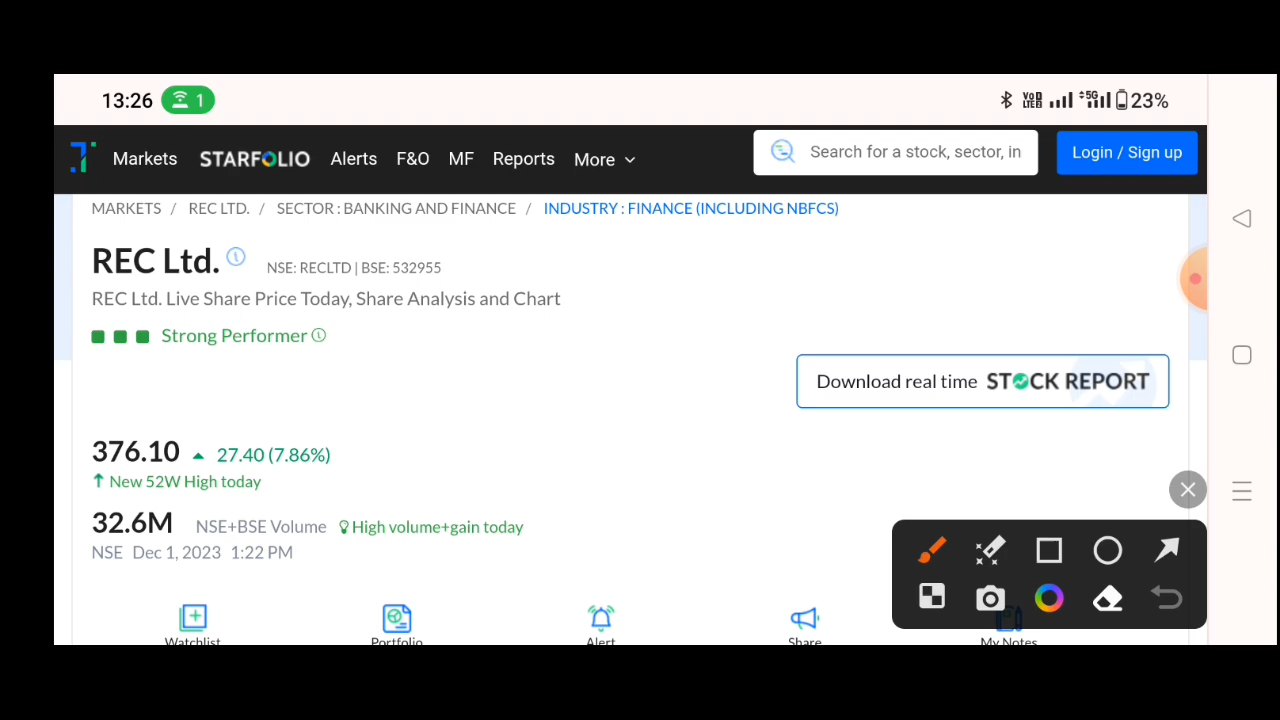 13:26 1 VoD LTE 5G 23%
Markets STARFOLIO Alerts F&O MF Reports More Search for a stock, sector, in Login / Sign up
MARKETS / REC LTD. / SECTOR : BANKING AND FINANCE / INDUSTRY : FINANCE (INCLUDING NBFCS)
REC Ltd. NSE: RECLTD | BSE: 532955
REC Ltd. Live Share Price Today, Share Analysis and Chart
Strong Performer
Download real time STOCK REPORT
376.10 27.40 (7.86%)
New 52W High today
32.6M NSE+BSE Volume High volume+gain today
NSE Dec 1, 2023 1:22 PM
Watchlist Portfolio Alert Share My Notes